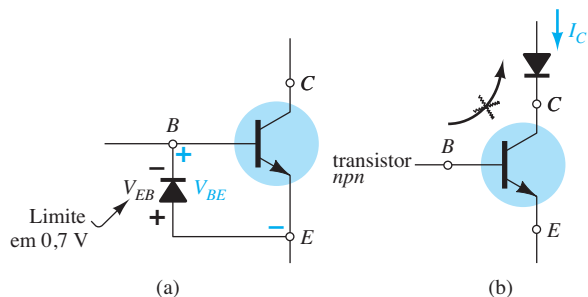 C
B
+
−
V_EB
V_BE
+
−
Limite
em 0,7 V
E
(a)
I_C
C
B
transistor
npn
E
(b)